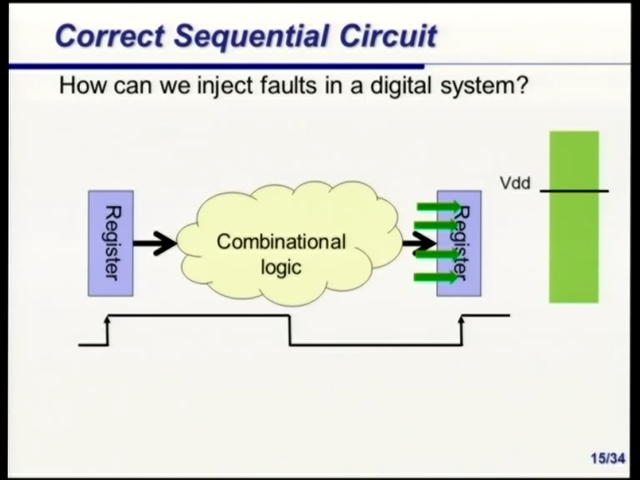 Correct Sequential Circuit
How can we inject faults in a digital system?
Vdd
Register
Combinational
logic
Register
15/34